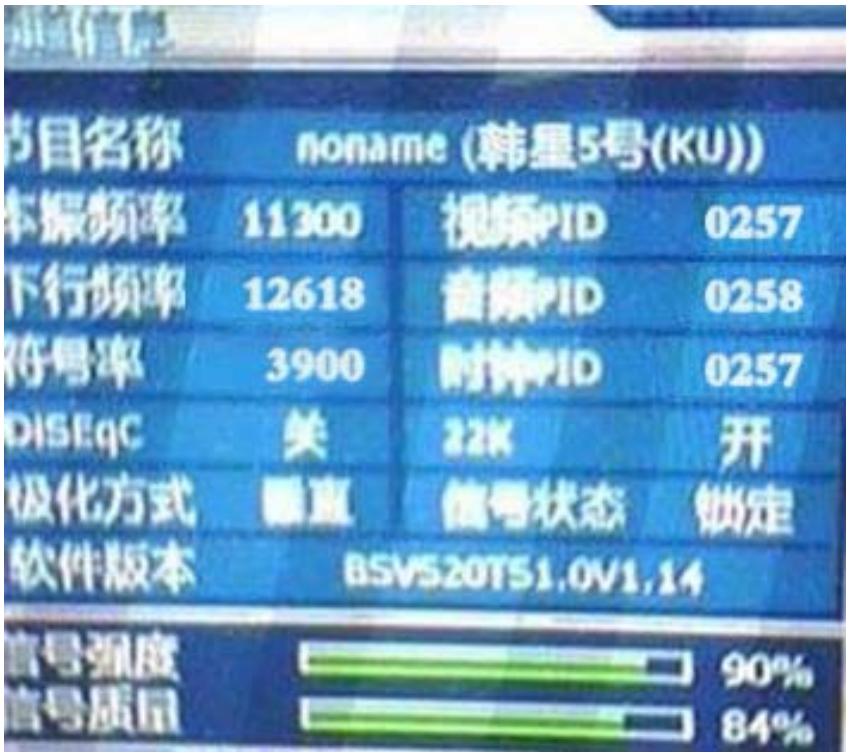 节目名称 noname (韩星5号(KU))
本振频率 11300 视频PID 0257
下行频率 12618 音频PID 0258
符号率 3900 时钟PID 0257
DiSEqC 关 22K 开
极化方式 垂直 信号状态 锁定
软件版本 BSV520T51.0V1.14
信号强度 90%
信号质量 84%